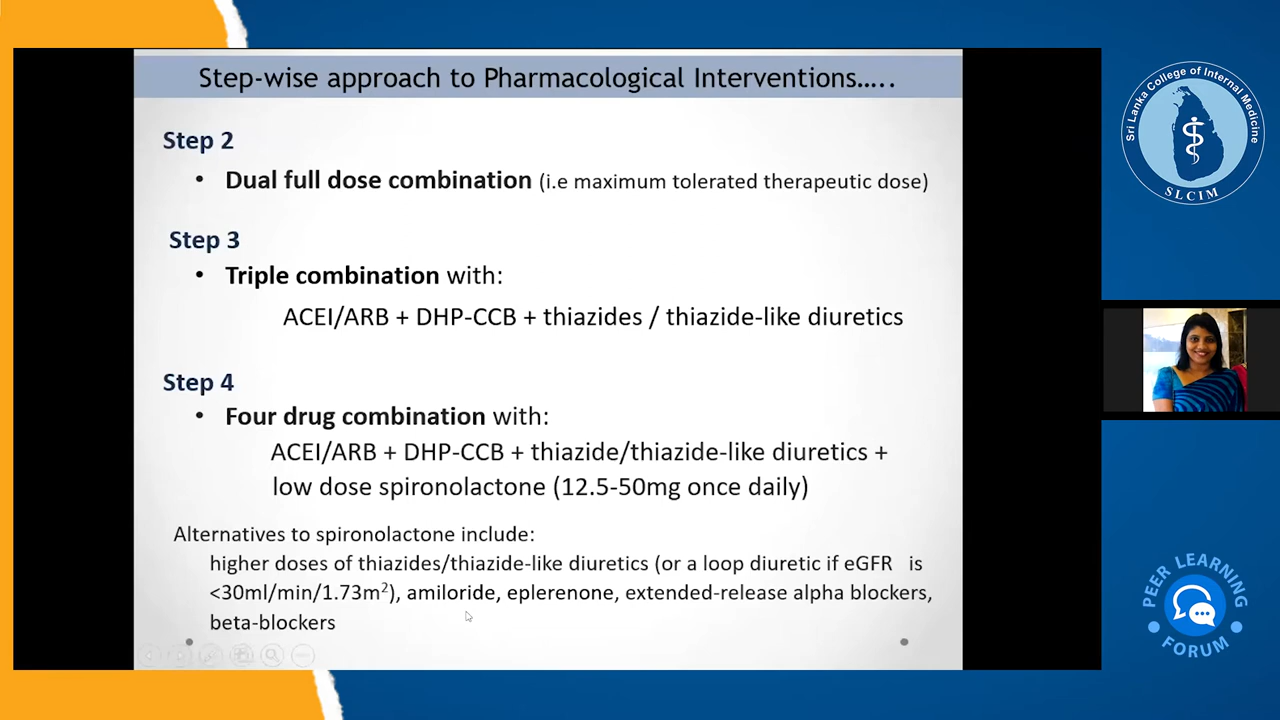 Step-wise approach to Pharmacological Interventions.....
Step 2
• Dual full dose combination (i.e maximum tolerated therapeutic dose)
Step 3
• Triple combination with:
ACEI/ARB + DHP-CCB + thiazides / thiazide-like diuretics
Step 4
• Four drug combination with:
ACEI/ARB + DHP-CCB + thiazide/thiazide-like diuretics +
low dose spironolactone (12.5-50mg once daily)
Alternatives to spironolactone include:
higher doses of thiazides/thiazide-like diuretics (or a loop diuretic if eGFR is
<30ml/min/1.73m²), amiloride, eplerenone, extended-release alpha blockers,
beta-blockers
Sri Lanka College of Internal Medicine
SLCIM
PEER LEARNING
FORUM